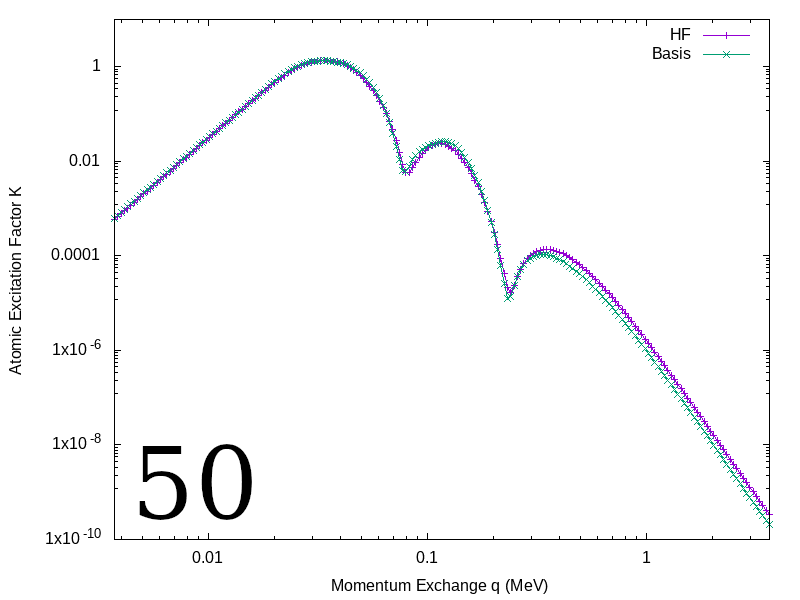 HF
Basis
1
0.01
0.0001
1x10^-6
1x10^-8
1x10^-10
Atomic Excitation Factor K
50
0.01 0.1 1
Momentum Exchange q (MeV)